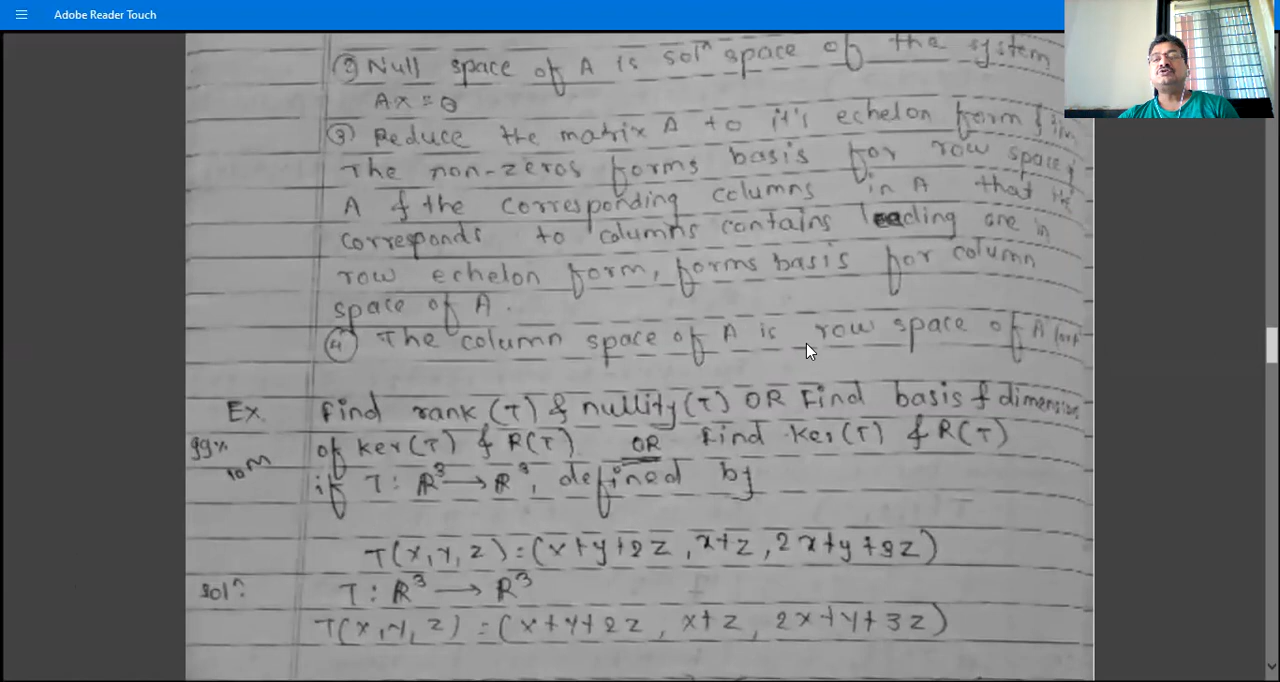 Adobe Reader Touch
② Null space of A is solⁿ space of the system
AX = 0
③ Reduce the matrix A to it's echelon form
The non-zeros forms basis for row space
A & the corresponding columns in A that the
corresponds to columns contains leading are in
row echelon form, forms basis for column
space of A.
④ The column space of A is row space of A
Ex. Find rank (T) & nullity (T) OR Find basis & dimension
99% of ker(T) & R(T) OR Find Ker(T) & R(T)
10M if T: R³ → R³, defined by
T(x, y, z) = (x+y+2z, x+z, 2x+y+3z)
Solⁿ. T: R³ → R³
T(x, y, z) = (x+y+2z, x+z, 2x+y+3z)